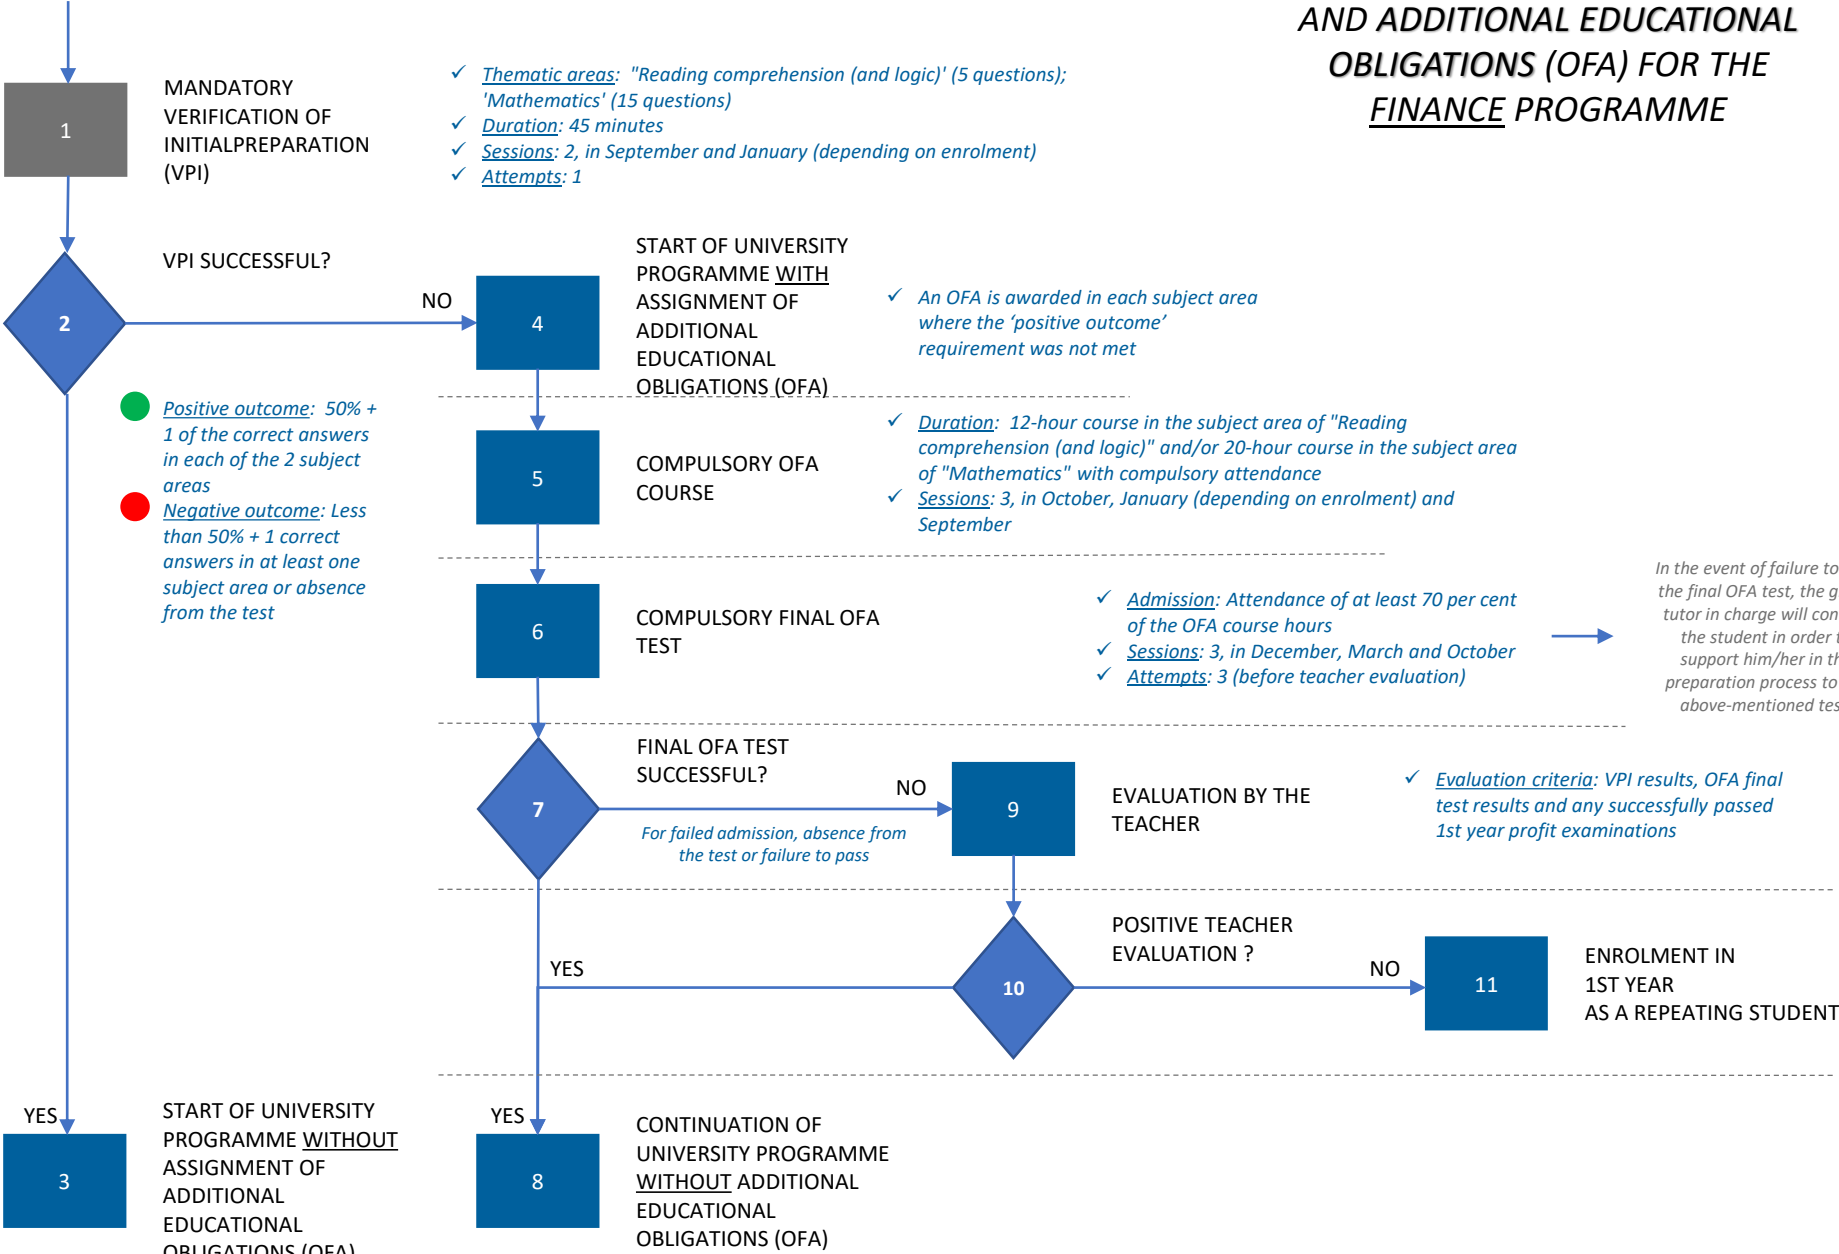 AND ADDITIONAL EDUCATIONAL
OBLIGATIONS (OFA) FOR THE
FINANCE PROGRAMME
1
MANDATORY
VERIFICATION OF
INITIALPREPARATION
(VPI)
✓ Thematic areas: "Reading comprehension (and logic)' (5 questions);
'Mathematics' (15 questions)
✓ Duration: 45 minutes
✓ Sessions: 2, in September and January (depending on enrolment)
✓ Attempts: 1
2
VPI SUCCESSFUL?
NO
4
START OF UNIVERSITY
PROGRAMME WITH
ASSIGNMENT OF
ADDITIONAL
EDUCATIONAL
OBLIGATIONS (OFA)
✓ An OFA is awarded in each subject area
where the ‘positive outcome’
requirement was not met
Positive outcome: 50% +
1 of the correct answers
in each of the 2 subject
areas
Negative outcome: Less
than 50% + 1 correct
answers in at least one
subject area or absence
from the test
5
COMPULSORY OFA
COURSE
✓ Duration: 12-hour course in the subject area of "Reading
comprehension (and logic)" and/or 20-hour course in the subject area
of "Mathematics" with compulsory attendance
✓ Sessions: 3, in October, January (depending on enrolment) and
September
6
COMPULSORY FINAL OFA
TEST
✓ Admission: Attendance of at least 70 per cent
of the OFA course hours
✓ Sessions: 3, in December, March and October
✓ Attempts: 3 (before teacher evaluation)
In the event of failure to
the final OFA test, the
tutor in charge will
the student in order
support him/her in
preparation process to
above-mentioned
7
FINAL OFA TEST
SUCCESSFUL?
NO
For failed admission, absence from
the test or failure to pass
9
EVALUATION BY THE
TEACHER
✓ Evaluation criteria: VPI results, OFA final
test results and any successfully passed
1st year profit examinations
10
POSITIVE TEACHER
EVALUATION ?
YES
NO
11
ENROLMENT IN
1ST YEAR
AS A REPEATING STUDENT
YES
3
START OF UNIVERSITY
PROGRAMME WITHOUT
ASSIGNMENT OF
ADDITIONAL
EDUCATIONAL
OBLIGATIONS (OFA)
YES
8
CONTINUATION OF
UNIVERSITY PROGRAMME
WITHOUT ADDITIONAL
EDUCATIONAL
OBLIGATIONS (OFA)